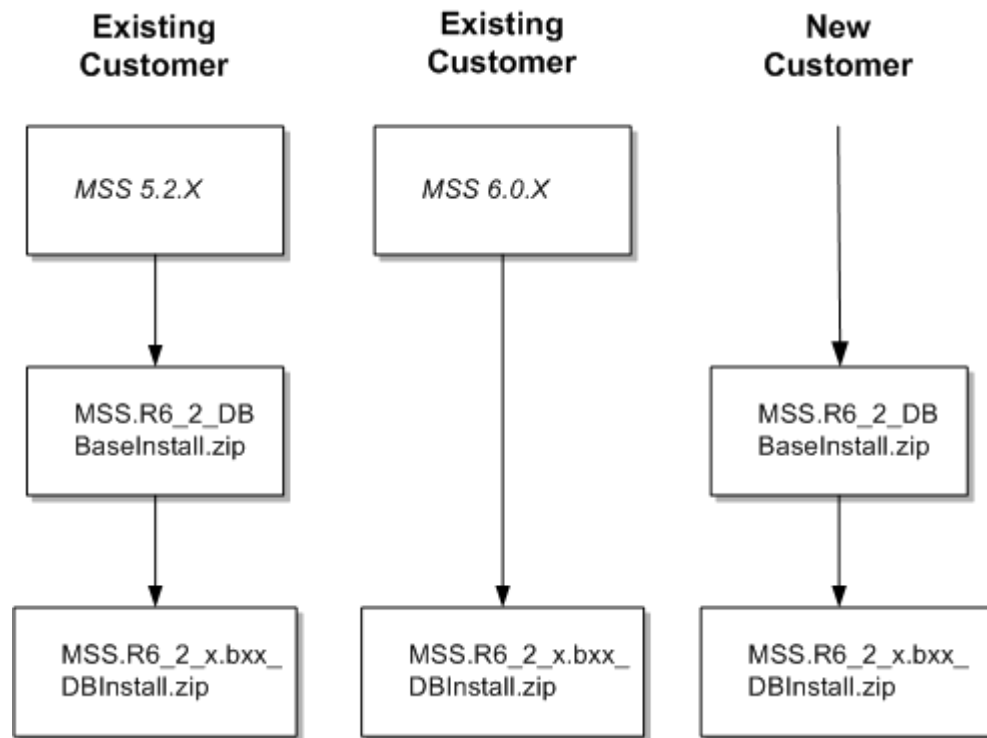 Existing
Customer
Existing
Customer
New
Customer
MSS 5.2.X
MSS 6.0.X
MSS.R6_2_DB
BaseInstall.zip
MSS.R6_2_DB
BaseInstall.zip
MSS.R6_2_x.bxx_
DBInstall.zip
MSS.R6_2_x.bxx_
DBInstall.zip
MSS.R6_2_x.bxx_
DBInstall.zip